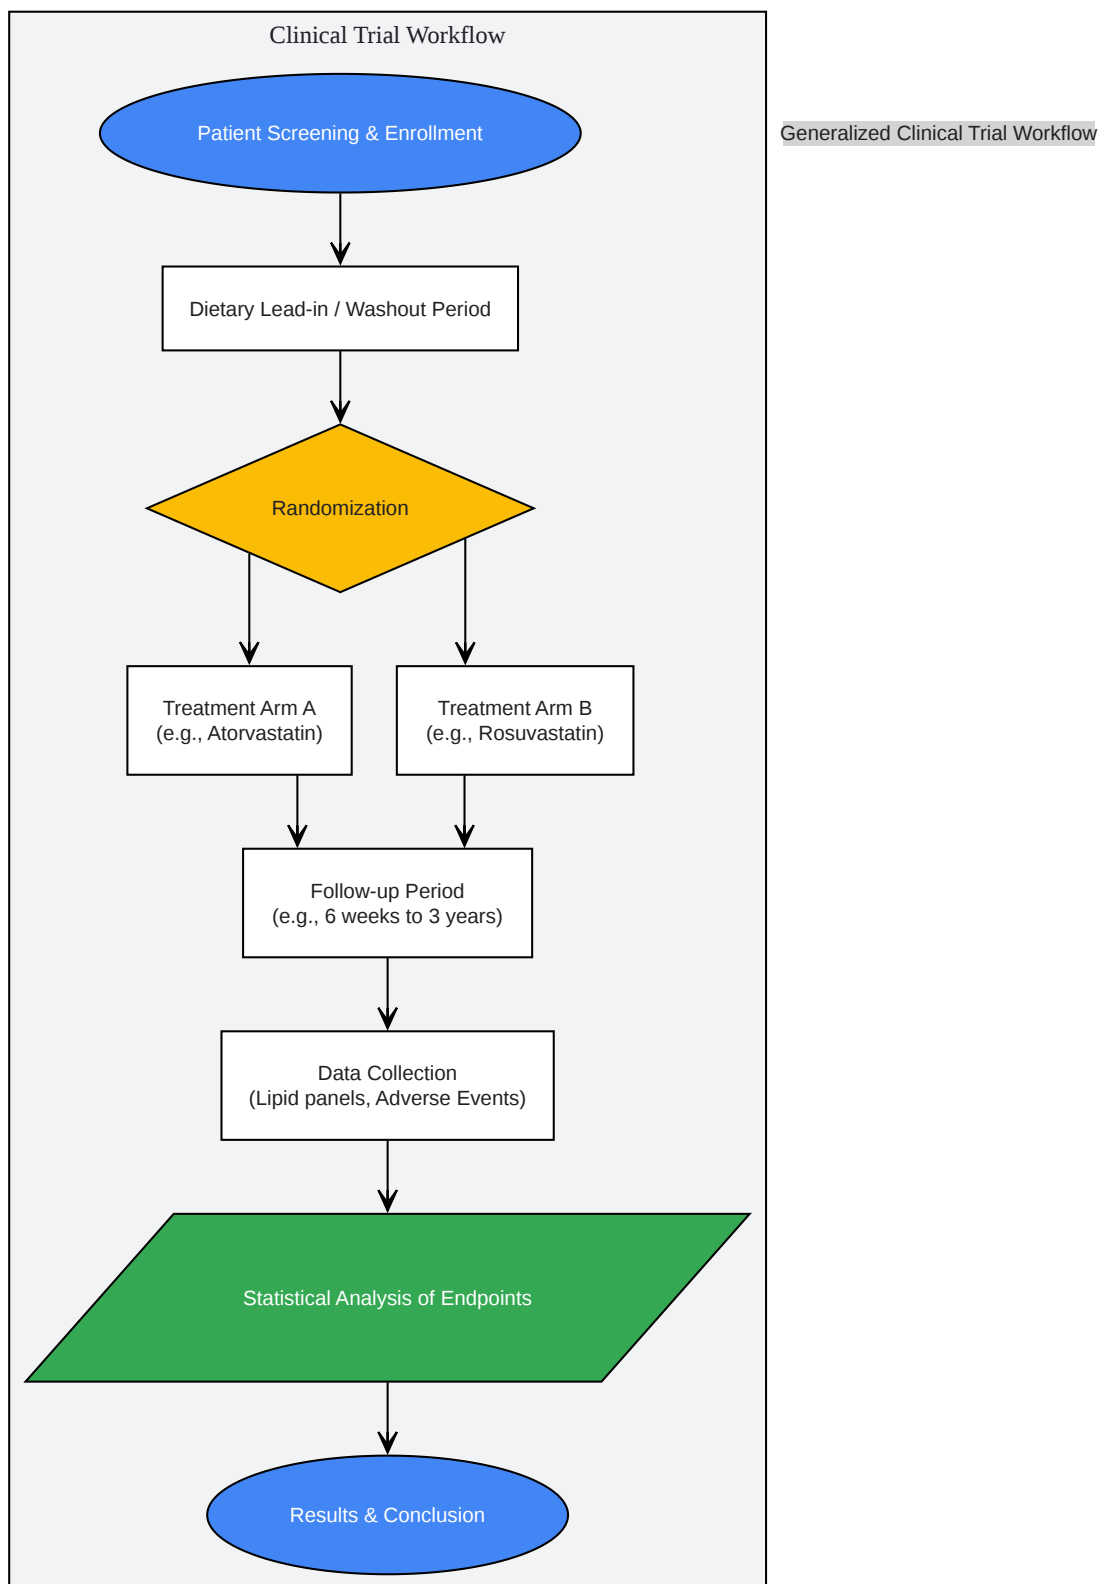 Clinical Trial Workflow
Patient Screening & Enrollment
Generalized Clinical Trial Workflow
Dietary Lead-in / Washout Period
Randomization
Treatment Arm A
(e.g., Atorvastatin)
Treatment Arm B
(e.g., Rosuvastatin)
Follow-up Period
(e.g., 6 weeks to 3 years)
Data Collection
(Lipid panels, Adverse Events)
Statistical Analysis of Endpoints
Results & Conclusion